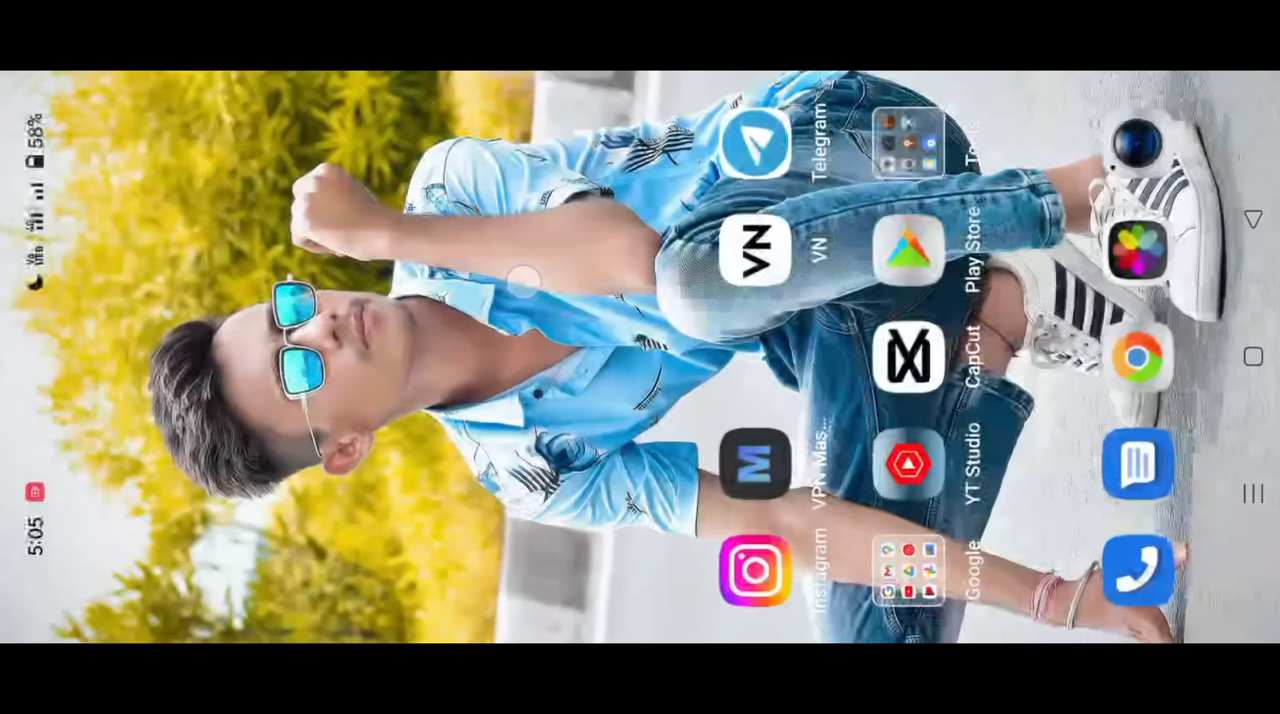 5:05
58%
Instagram
VPN Mas...
VN
Telegram
Google
YT Studio
CapCut
Play Store
Tools